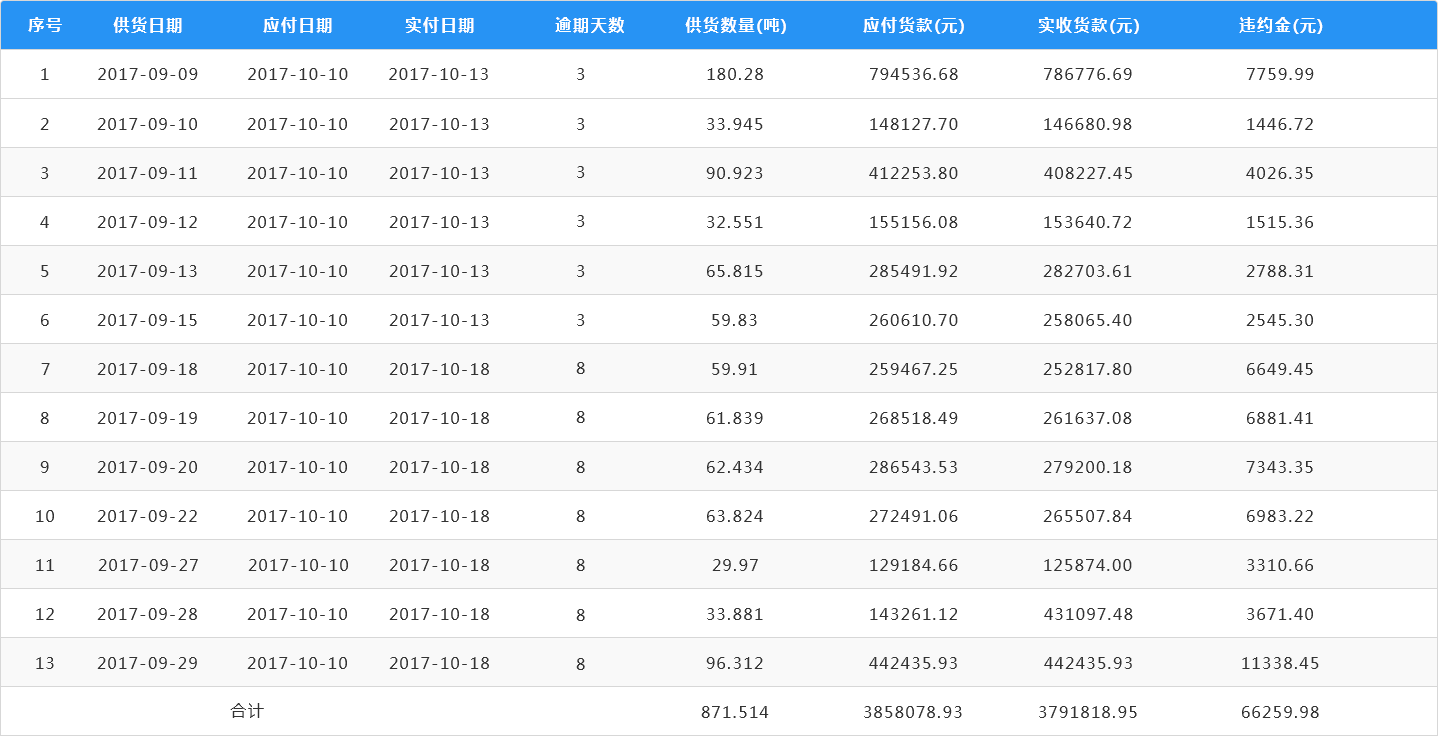 序号 供货日期 应付日期 实付日期 逾期天数 供货数量(吨) 应付货款(元) 实收货款(元) 违约金(元)
1 2017-09-09 2017-10-10 2017-10-13 3 180.28 794536.68 786776.69 7759.99
2 2017-09-10 2017-10-10 2017-10-13 3 33.945 148127.70 146680.98 1446.72
3 2017-09-11 2017-10-10 2017-10-13 3 90.923 412253.80 408227.45 4026.35
4 2017-09-12 2017-10-10 2017-10-13 3 32.551 155156.08 153640.72 1515.36
5 2017-09-13 2017-10-10 2017-10-13 3 65.815 285491.92 282703.61 2788.31
6 2017-09-15 2017-10-10 2017-10-13 3 59.83 260610.70 258065.40 2545.30
7 2017-09-18 2017-10-10 2017-10-18 8 59.91 259467.25 252817.80 6649.45
8 2017-09-19 2017-10-10 2017-10-18 8 61.839 268518.49 261637.08 6881.41
9 2017-09-20 2017-10-10 2017-10-18 8 62.434 286543.53 279200.18 7343.35
10 2017-09-22 2017-10-10 2017-10-18 8 63.824 272491.06 265507.84 6983.22
11 2017-09-27 2017-10-10 2017-10-18 8 29.97 129184.66 125874.00 3310.66
12 2017-09-28 2017-10-10 2017-10-18 8 33.881 143261.12 431097.48 3671.40
13 2017-09-29 2017-10-10 2017-10-18 8 96.312 442435.93 442435.93 11338.45
合计 871.514 3858078.93 3791818.95 66259.98